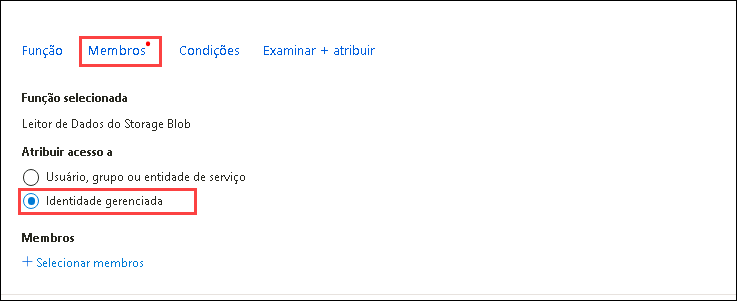 Função Membros Condições Examinar + atribuir
Função selecionada
Leitor de Dados do Storage Blob
Atribuir acesso a
Usuário, grupo ou entidade de serviço
Identidade gerenciada
Membros
+ Selecionar membros